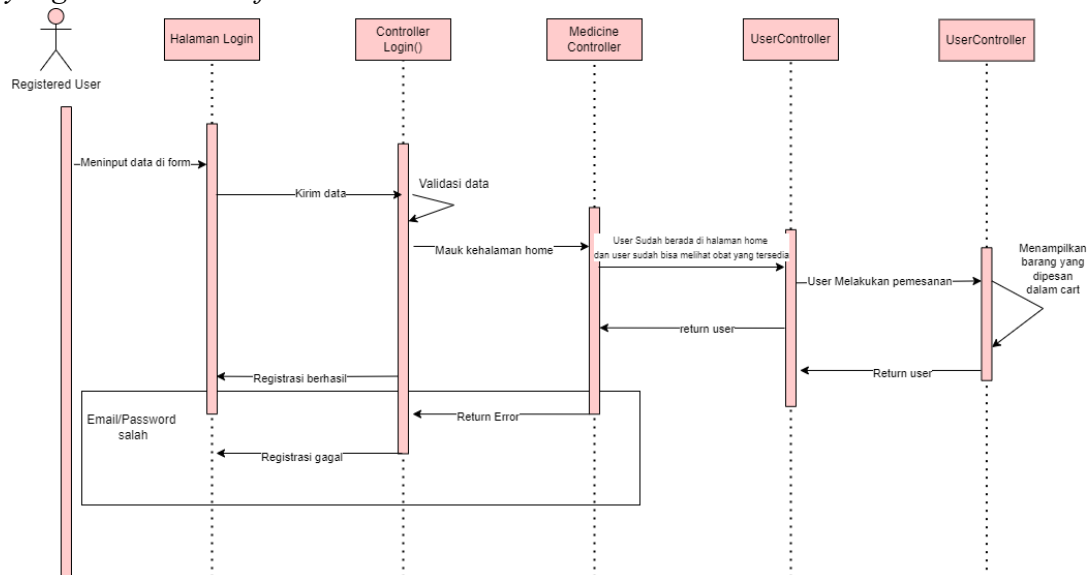 Halaman Login
Controller
Login()
Medicine
Controller
UserController
UserController
Registered User
Meninput data di form
Kirim data
Validasi data
Mauk kehalaman home
User Sudah berada di halaman home
dan user sudah bisa melihat obat yang tersedia
User Melakukan pemesanan
Menampilkan
barang yang
dipesan
dalam cart
return user
Return user
Registrasi berhasil
Email/Password
salah
Return Error
Registrasi gagal